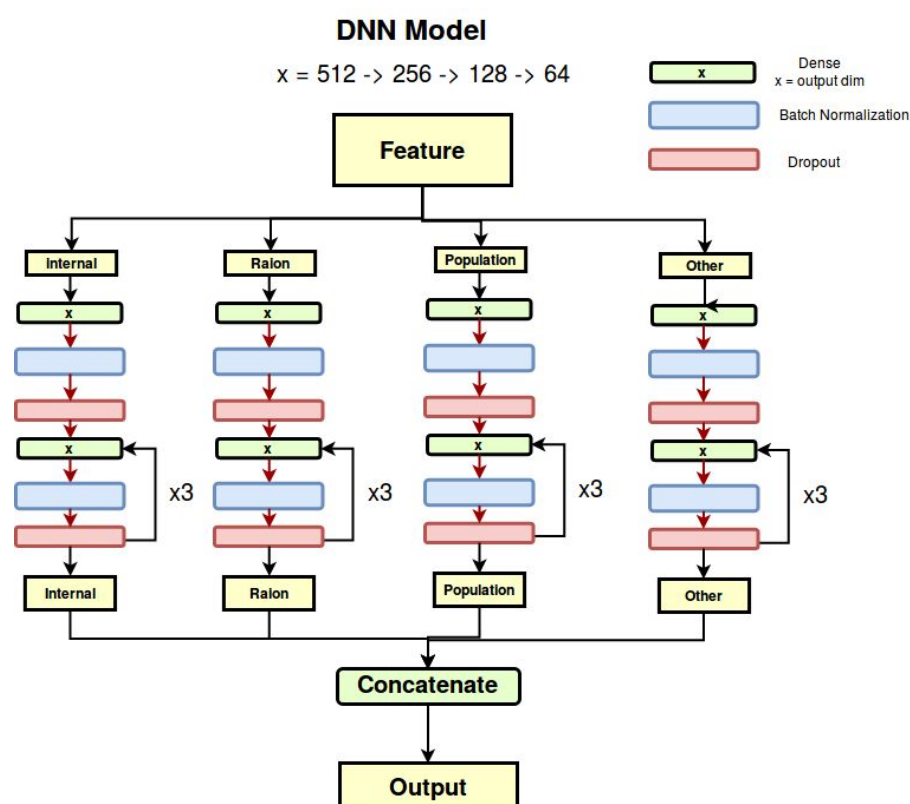 DNN Model
x = 512 -> 256 -> 128 -> 64
Dense
x = output dim
Batch Normalization
Dropout
x
Feature
Internal
Raion
Population
Other
x
x
x
x
x
x
x
x
x3
x3
x3
x3
Internal
Raion
Population
Other
Concatenate
Output